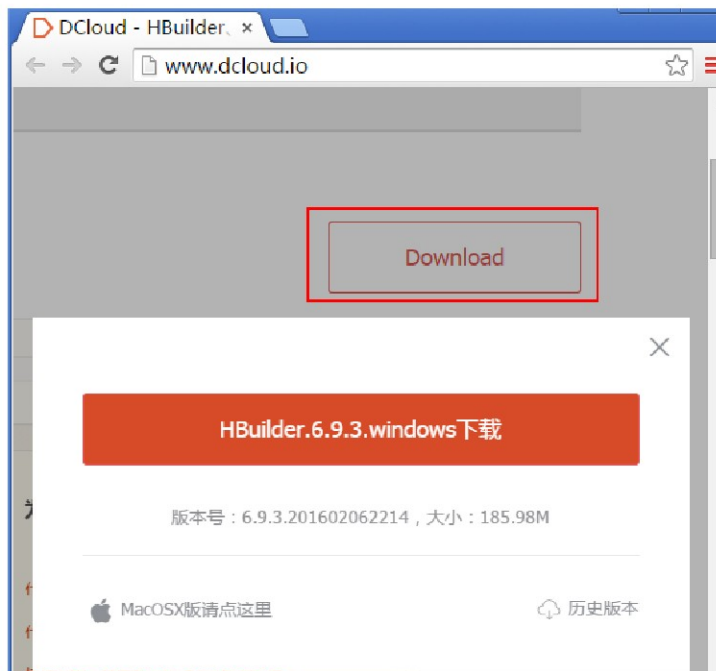 DCloud - HBuilder、
www.dcloud.io
Download
HBuilder.6.9.3.windows下载
版本号：6.9.3.201602062214，大小：185.98M
MacOSX版请点这里
历史版本